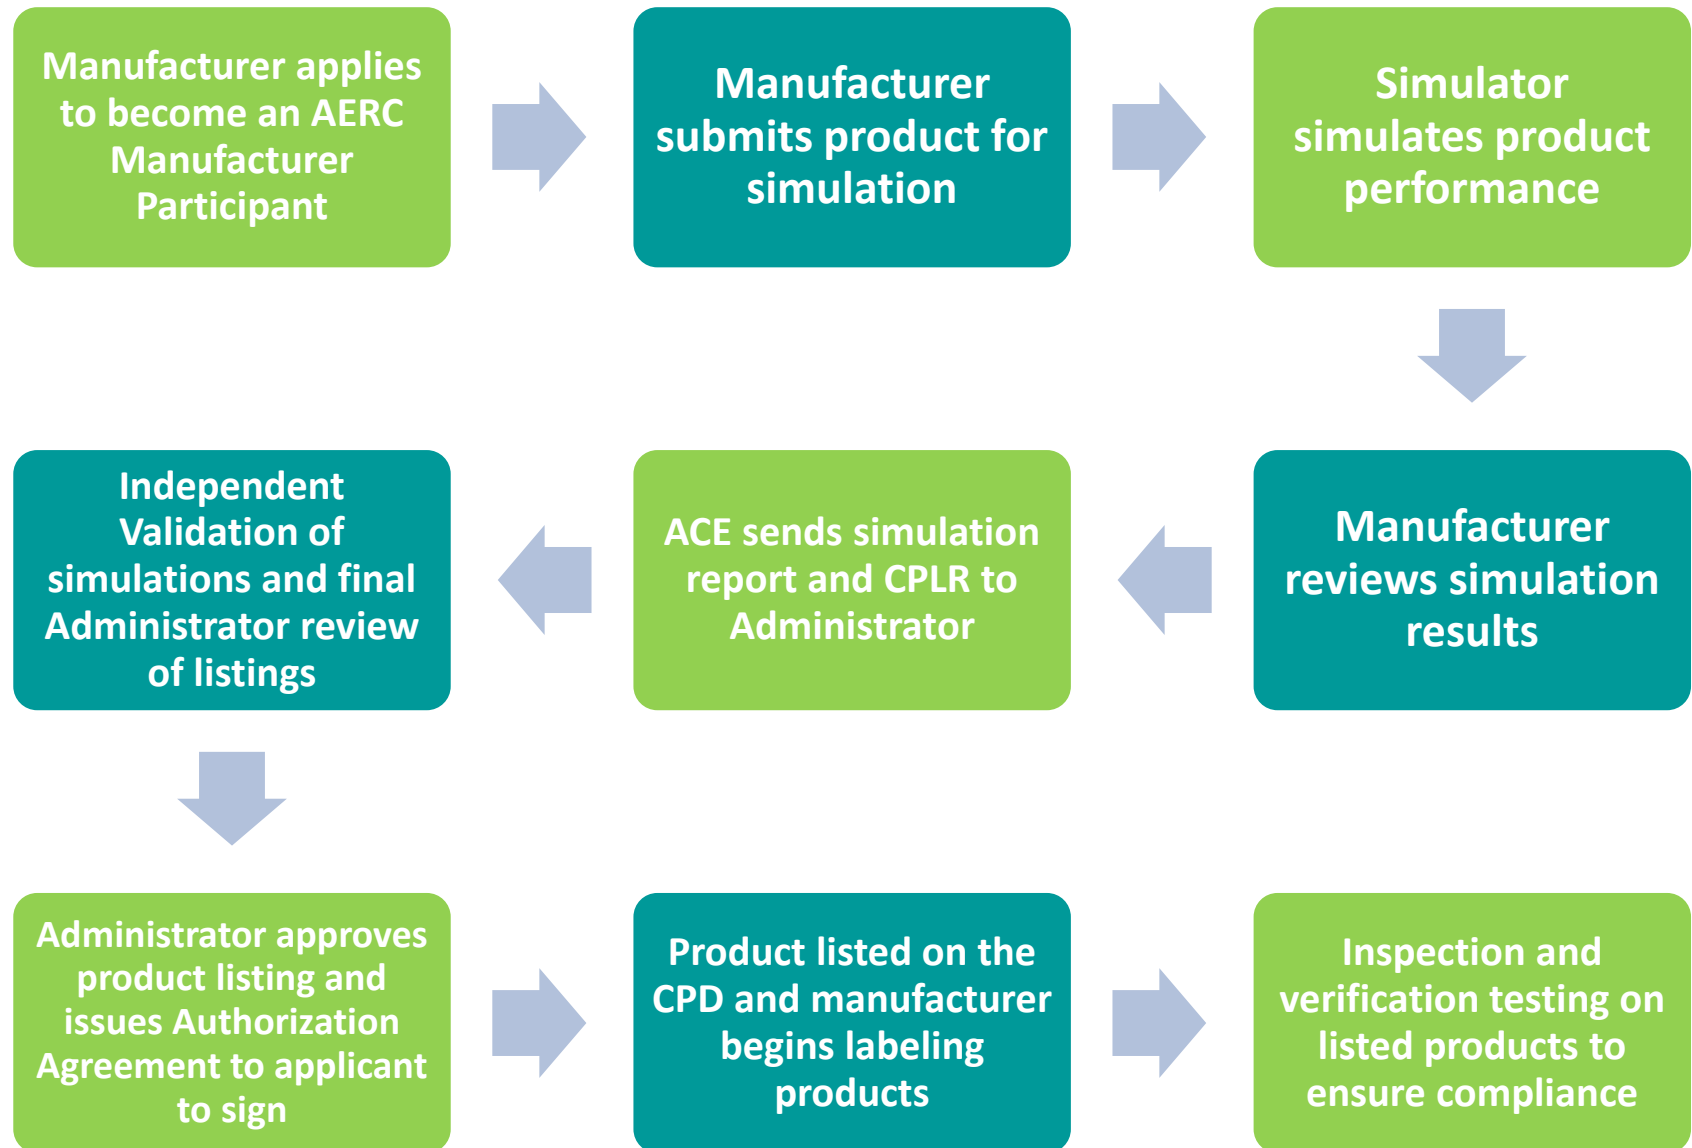 Manufacturer applies
to become an AERC
Manufacturer
Participant
Manufacturer
submits product for
simulation
Simulator
simulates product
performance
Manufacturer
reviews simulation
results
ACE sends simulation
report and CPLR to
Administrator
Independent
Validation of
simulations and final
Administrator review
of listings
Administrator approves
product listing and
issues Authorization
Agreement to applicant
to sign
Product listed on the
CPD and manufacturer
begins labeling
products
Inspection and
verification testing on
listed products to
ensure compliance